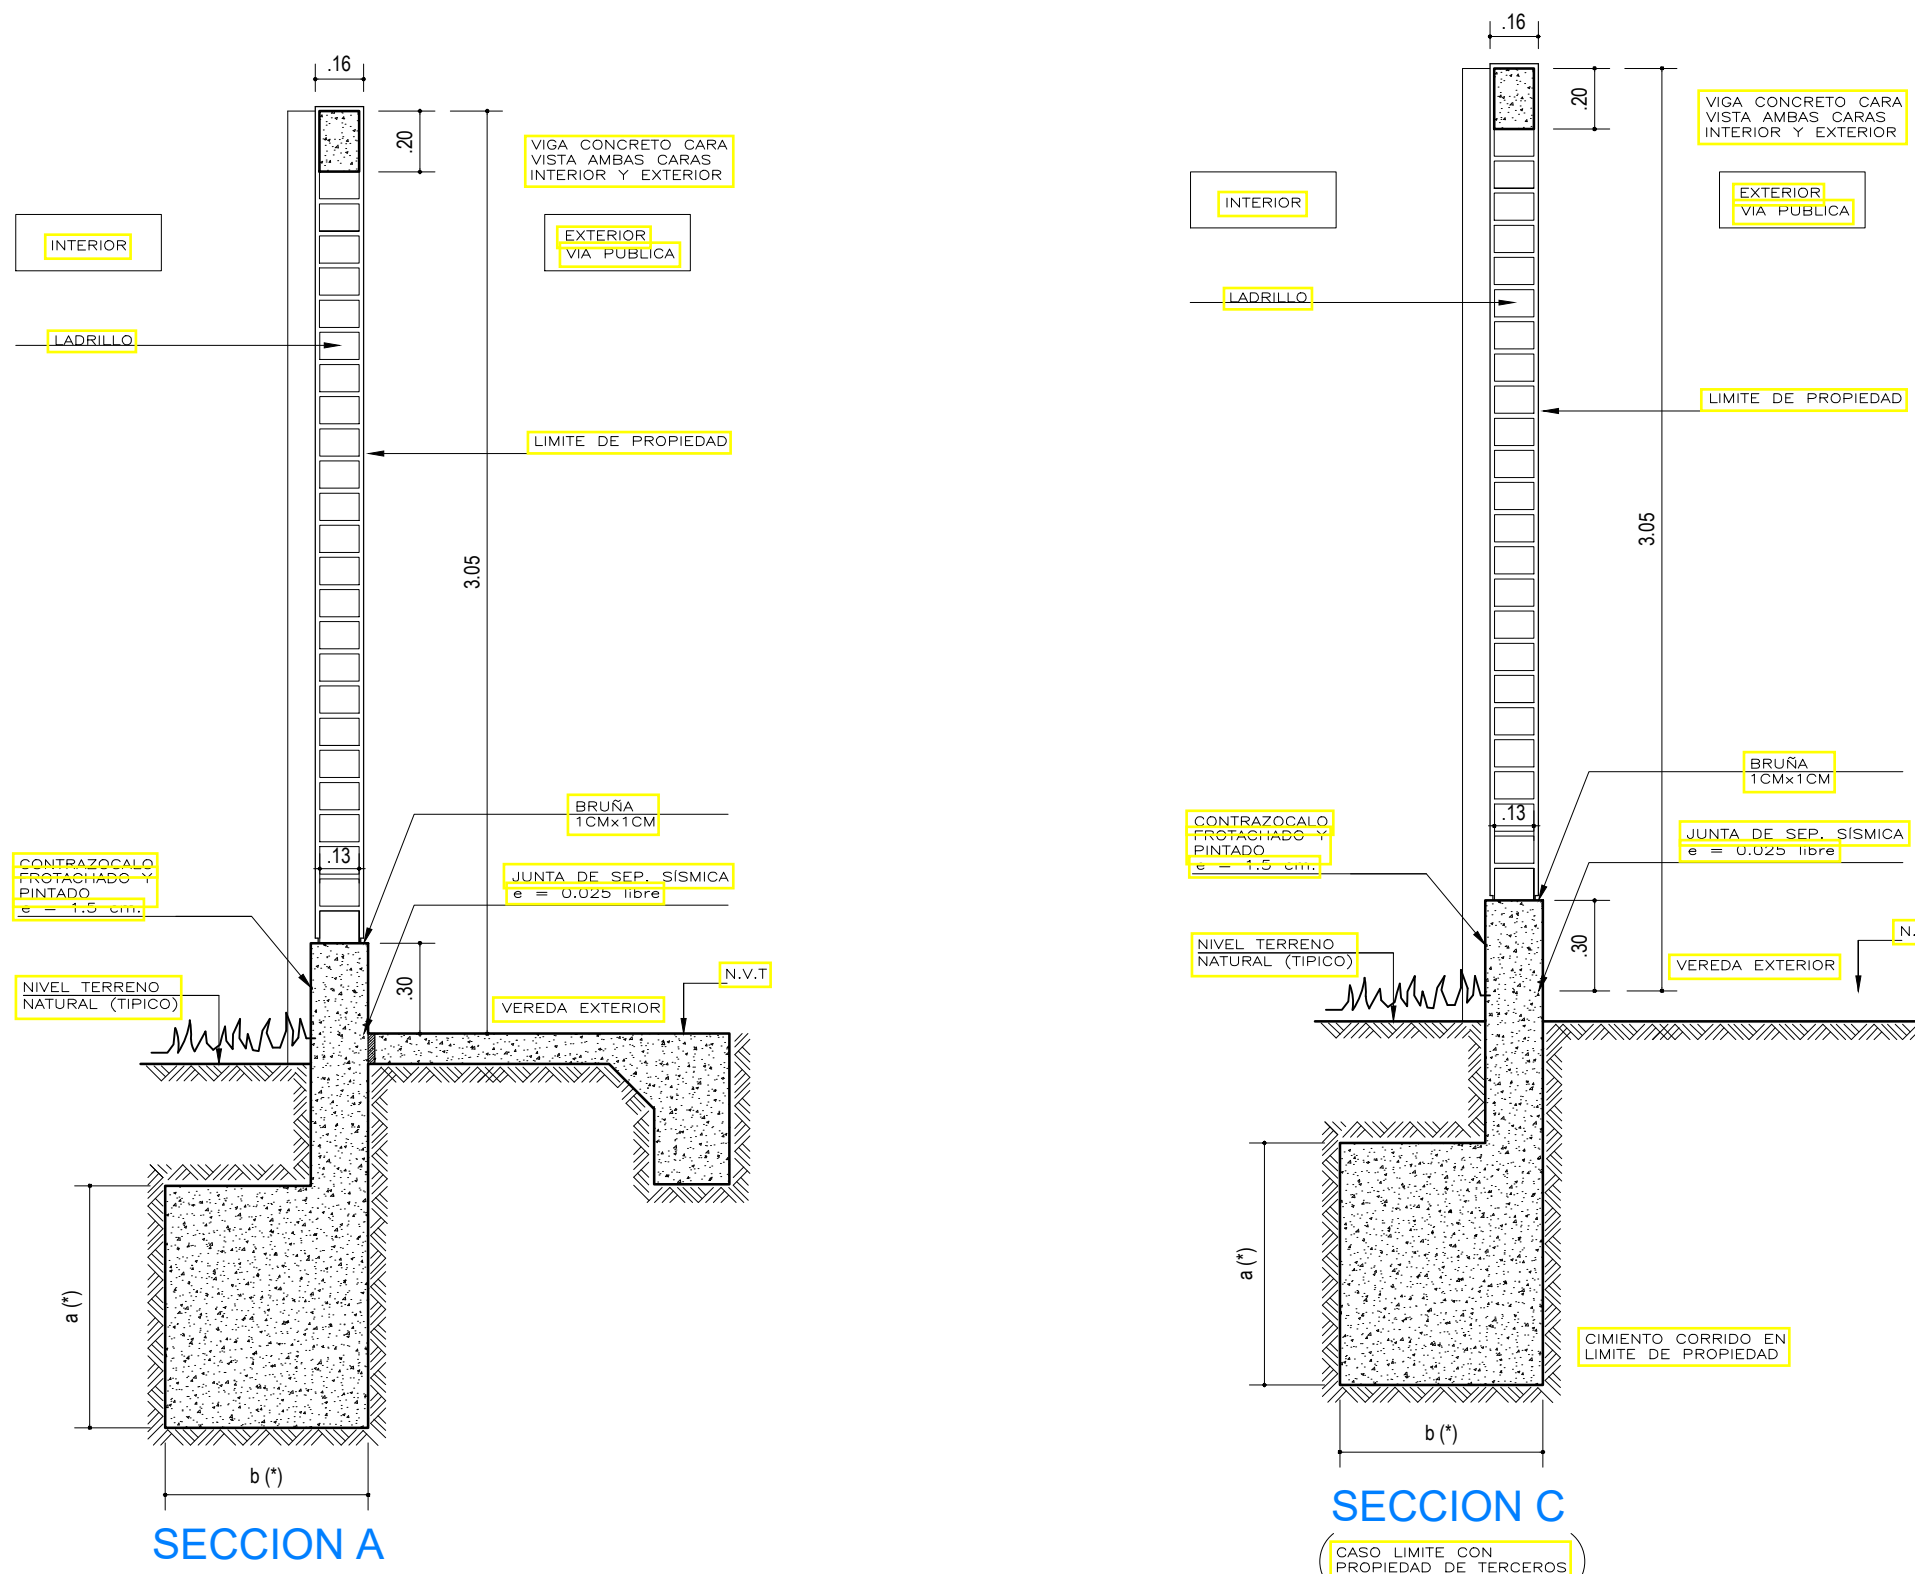 .16
.20
VIGA CONCRETO CARA
VISTA AMBAS CARAS
INTERIOR Y EXTERIOR
INTERIOR
EXTERIOR
VIA PUBLICA
LADRILLO
LIMITE DE PROPIEDAD
3.05
BRUÑA
1CMx1CM
.13
CONTRAZOCALO
FROTACHADO Y
PINTADO
e = 1.5 cm.
JUNTA DE SEP. SÍSMICA
e = 0.025 libre
NIVEL TERRENO
NATURAL (TIPICO)
.30
N.V.T
VEREDA EXTERIOR
a (*)
b (*)
SECCION A
.16
.20
VIGA CONCRETO CARA
VISTA AMBAS CARAS
INTERIOR Y EXTERIOR
INTERIOR
EXTERIOR
VIA PUBLICA
LADRILLO
LIMITE DE PROPIEDAD
3.05
BRUÑA
1CMx1CM
.13
CONTRAZOCALO
FROTACHADO Y
PINTADO
e = 1.5 cm.
JUNTA DE SEP. SÍSMICA
e = 0.025 libre
NIVEL TERRENO
NATURAL (TIPICO)
.30
N.
VEREDA EXTERIOR
a (*)
CIMIENTO CORRIDO EN
LIMITE DE PROPIEDAD
b (*)
SECCION C
CASO LIMITE CON
PROPIEDAD DE TERCEROS